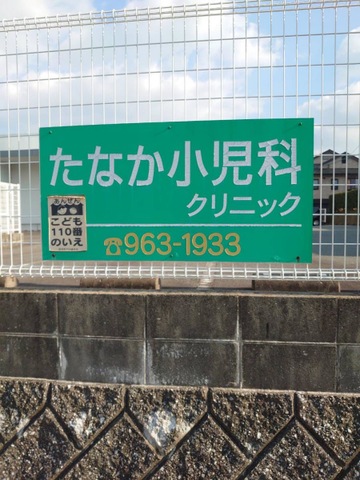 たなか小児科
クリニック
あんぜん
こども
110番
のいえ
☎963-1933